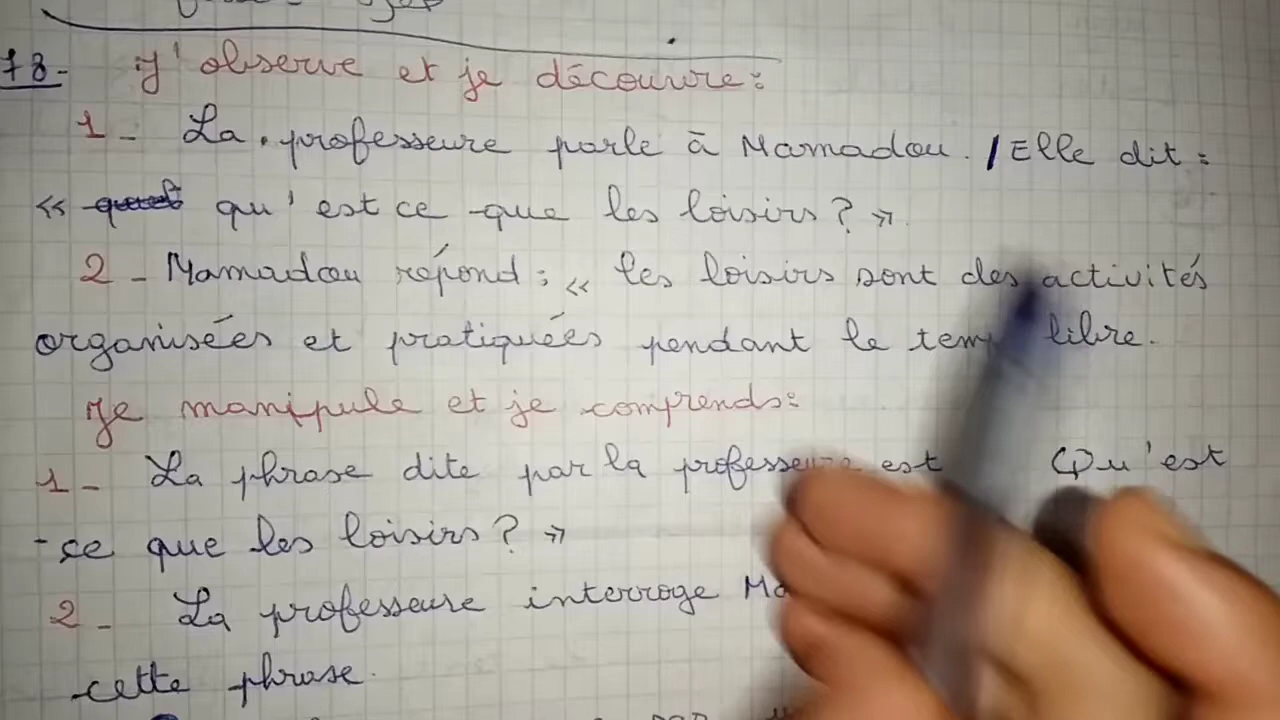 78- J'observe et je découvre:
1- La professeure parle à Mamadou. / Elle dit:
« qu'est ce que les loisirs? ».
2 - Mamadou répond: « les loisirs sont des activités
organisées et pratiquées pendant le temps libre.
Je manipule et je comprends:
1- La phrase dite par la professeure est Qu'est
-ce que les loisirs? »
2- La professeure interroge
cette phrase.